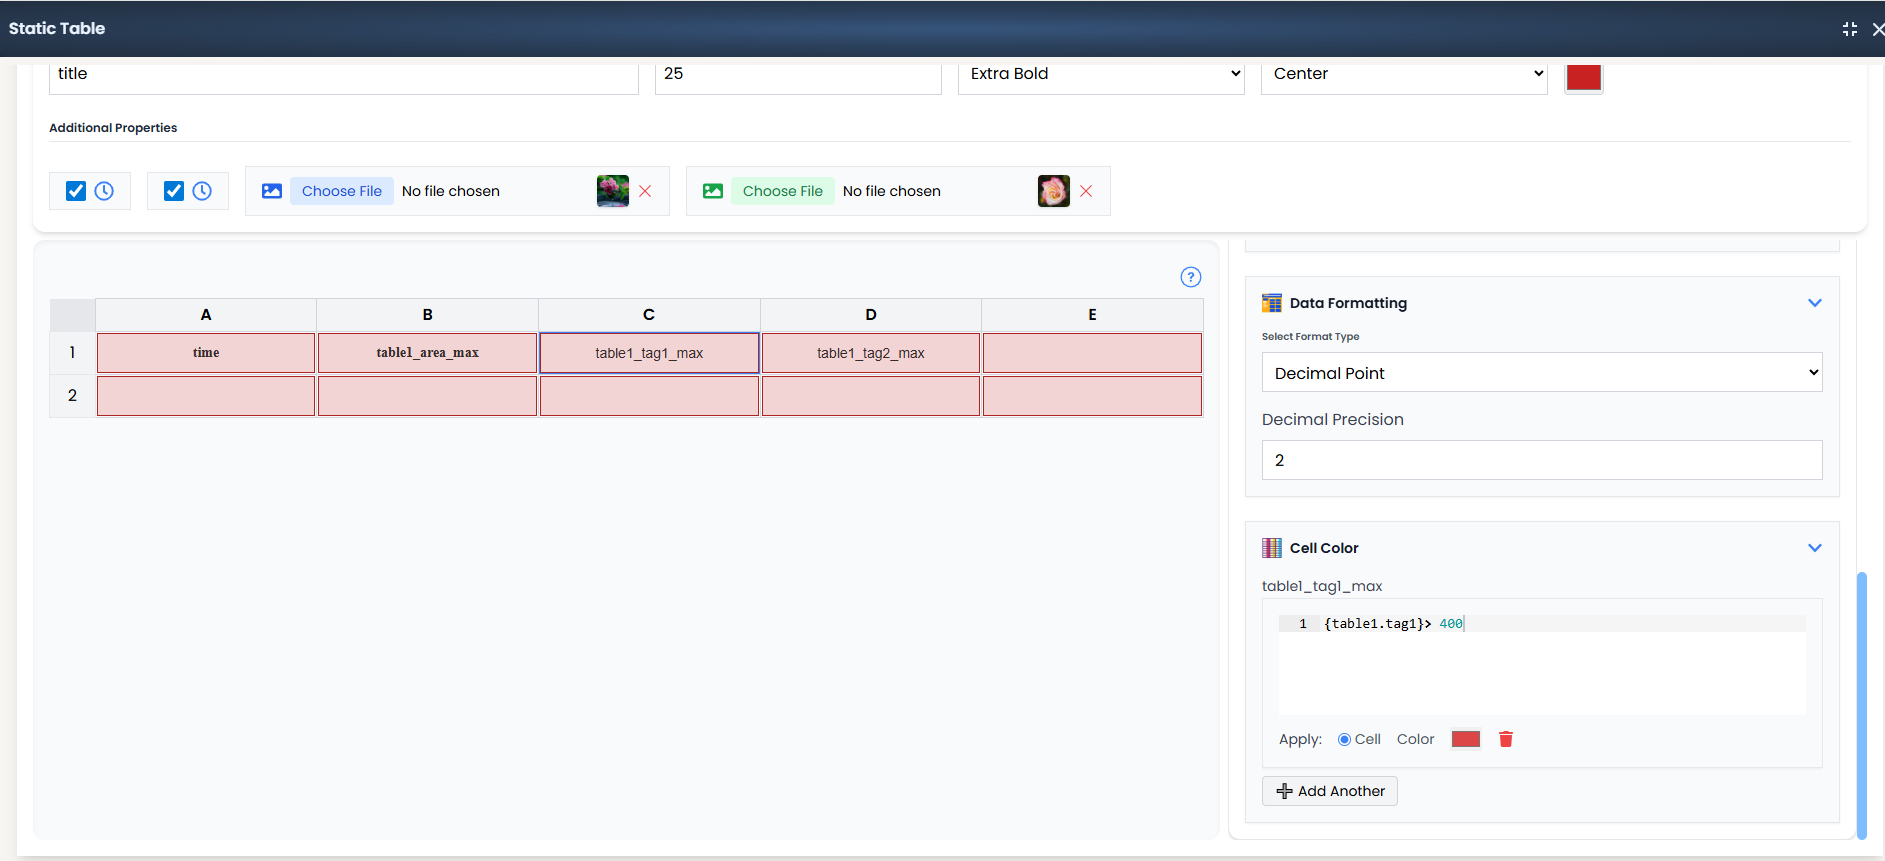 Static Table
title
25
Extra Bold
Center
Additional Properties
Choose File No file chosen
Choose File No file chosen
?
A B C D E
1 time table1_area_max table1_tag1_max table1_tag2_max
2
Data Formatting
Select Format Type
Decimal Point
Decimal Precision
2
Cell Color
table1_tag1_max
1 {table1.tag1}> 400
Apply: Cell Color
Add Another